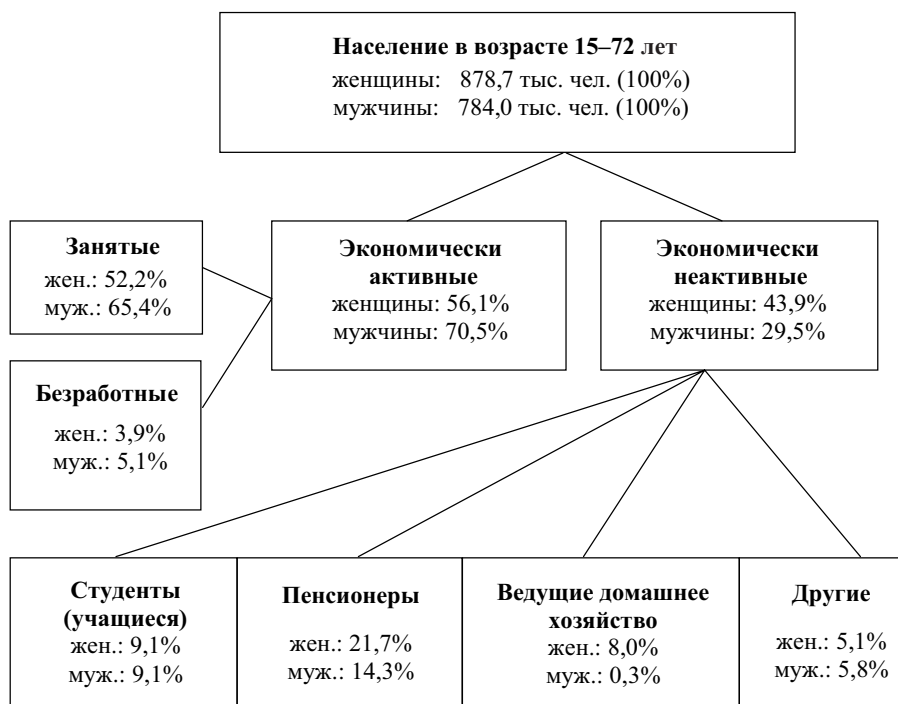 Население в возрасте 15–72 лет
женщины: 878,7 тыс. чел. (100%)
мужчины: 784,0 тыс. чел. (100%)
Занятые
жен.: 52,2%
муж.: 65,4%
Экономически
активные
женщины: 56,1%
мужчины: 70,5%
Экономически
неактивные
женщины: 43,9%
мужчины: 29,5%
Безработные
жен.: 3,9%
муж.: 5,1%
Студенты
(учащиеся)
жен.: 9,1%
муж.: 9,1%
Пенсионеры
жен.: 21,7%
муж.: 14,3%
Ведущие домашнее
хозяйство
жен.: 8,0%
муж.: 0,3%
Другие
жен.: 5,1%
муж.: 5,8%